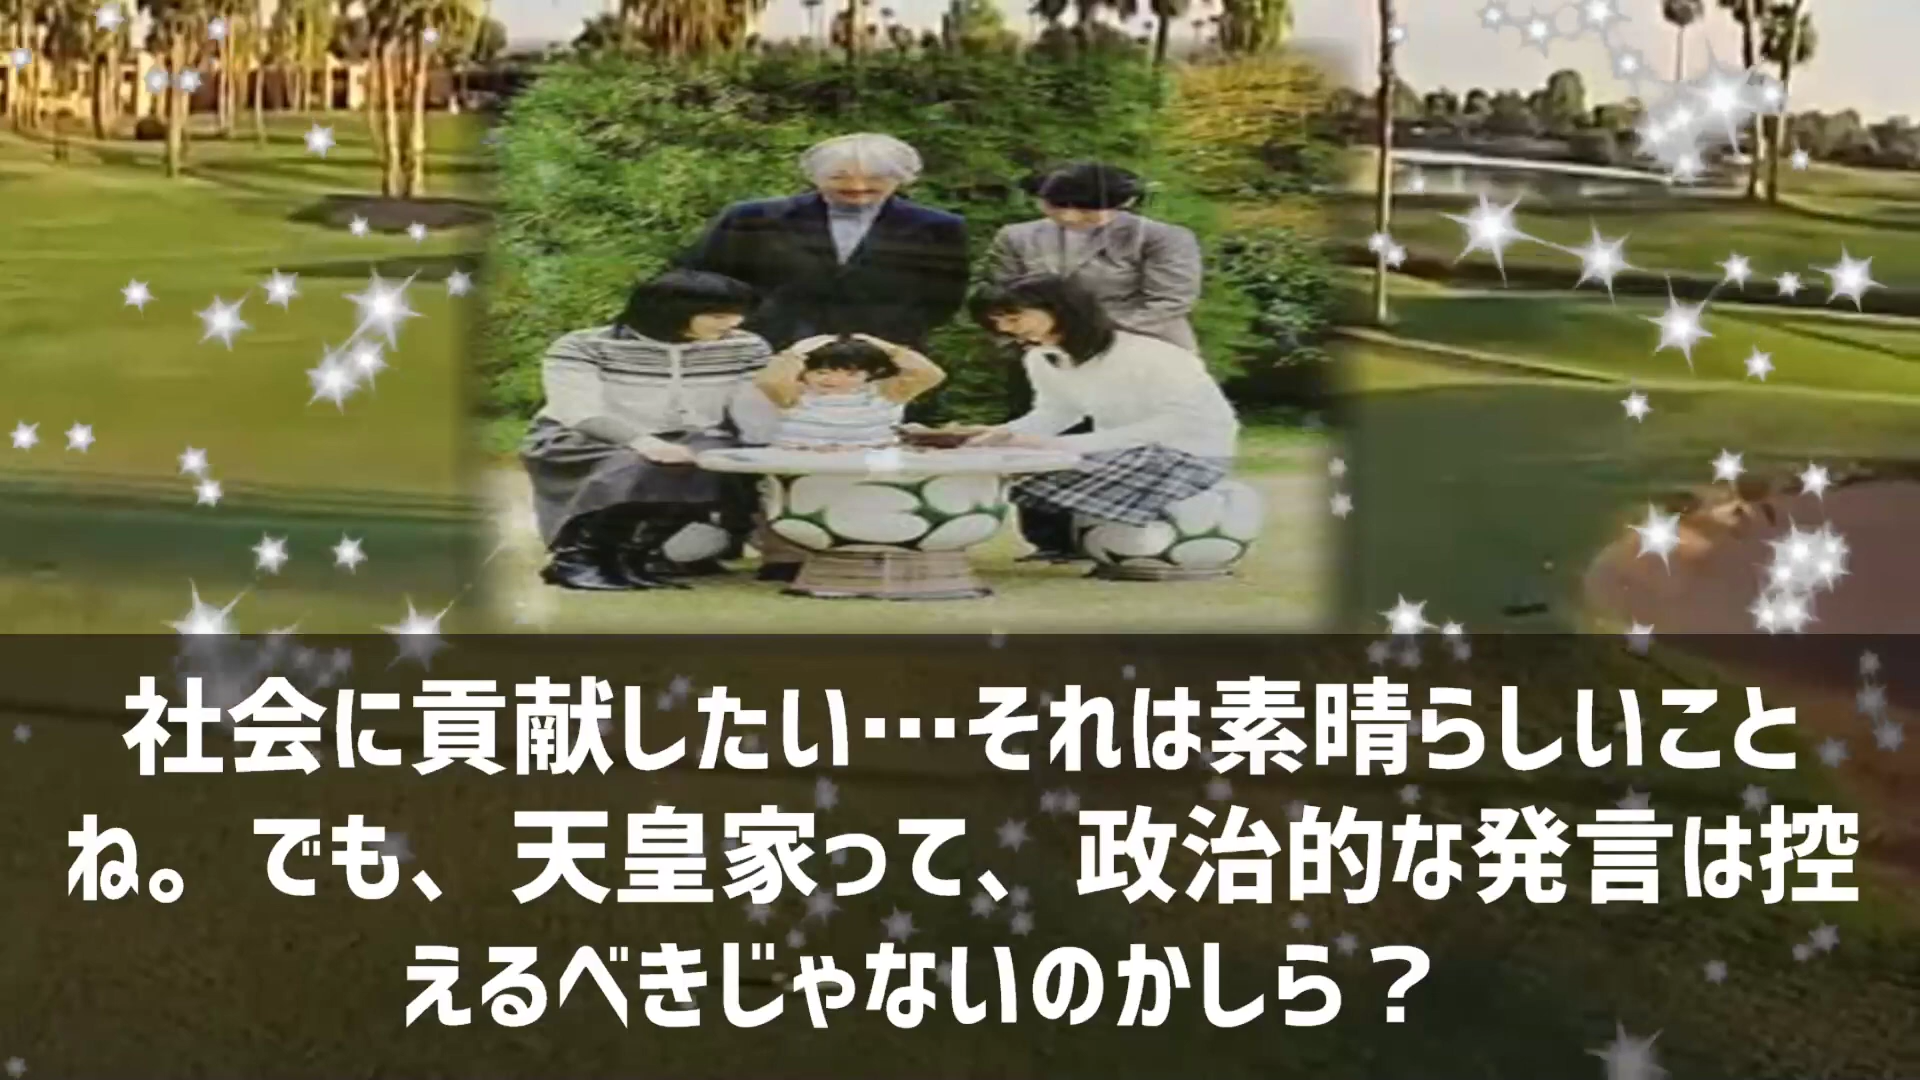 社会に貢献したい…それは素晴らしいこと
ね。でも、天皇家って、政治的な発言は控
えるべきじゃないのかしら？